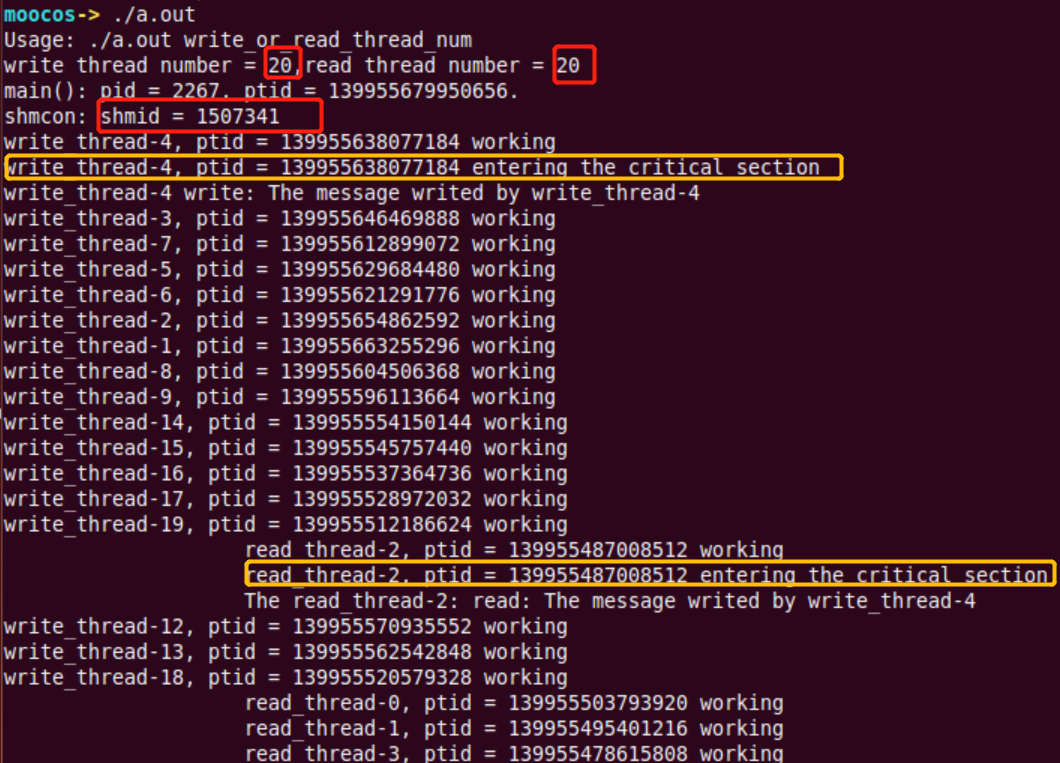 moocos-> ./a.out
Usage: ./a.out write_or_read_thread_num
write thread number = 20,read thread number = 20
main(): pid = 2267. ptid = 139955679950656.
shmcon: shmid = 1507341
write_thread-4, ptid = 139955638077184 working
write_thread-4, ptid = 139955638077184 entering the critical section
write_thread-4 write: The message writed by write_thread-4
write_thread-3, ptid = 139955646469888 working
write_thread-7, ptid = 139955612899072 working
write_thread-5, ptid = 139955629684480 working
write_thread-6, ptid = 139955621291776 working
write_thread-2, ptid = 139955654862592 working
write_thread-1, ptid = 139955663255296 working
write_thread-8, ptid = 139955604506368 working
write_thread-9, ptid = 139955596113664 working
write_thread-14, ptid = 139955554150144 working
write_thread-15, ptid = 139955545757440 working
write_thread-16, ptid = 139955537364736 working
write_thread-17, ptid = 139955528972032 working
write_thread-19, ptid = 139955512186624 working
read_thread-2, ptid = 139955487008512 working
read_thread-2, ptid = 139955487008512 entering the critical section
The read_thread-2: read: The message writed by write_thread-4
write_thread-12, ptid = 139955570935552 working
write_thread-13, ptid = 139955562542848 working
write_thread-18, ptid = 139955520579328 working
read_thread-0, ptid = 139955503793920 working
read_thread-1, ptid = 139955495401216 working
read_thread-3, ptid = 139955478615808 working